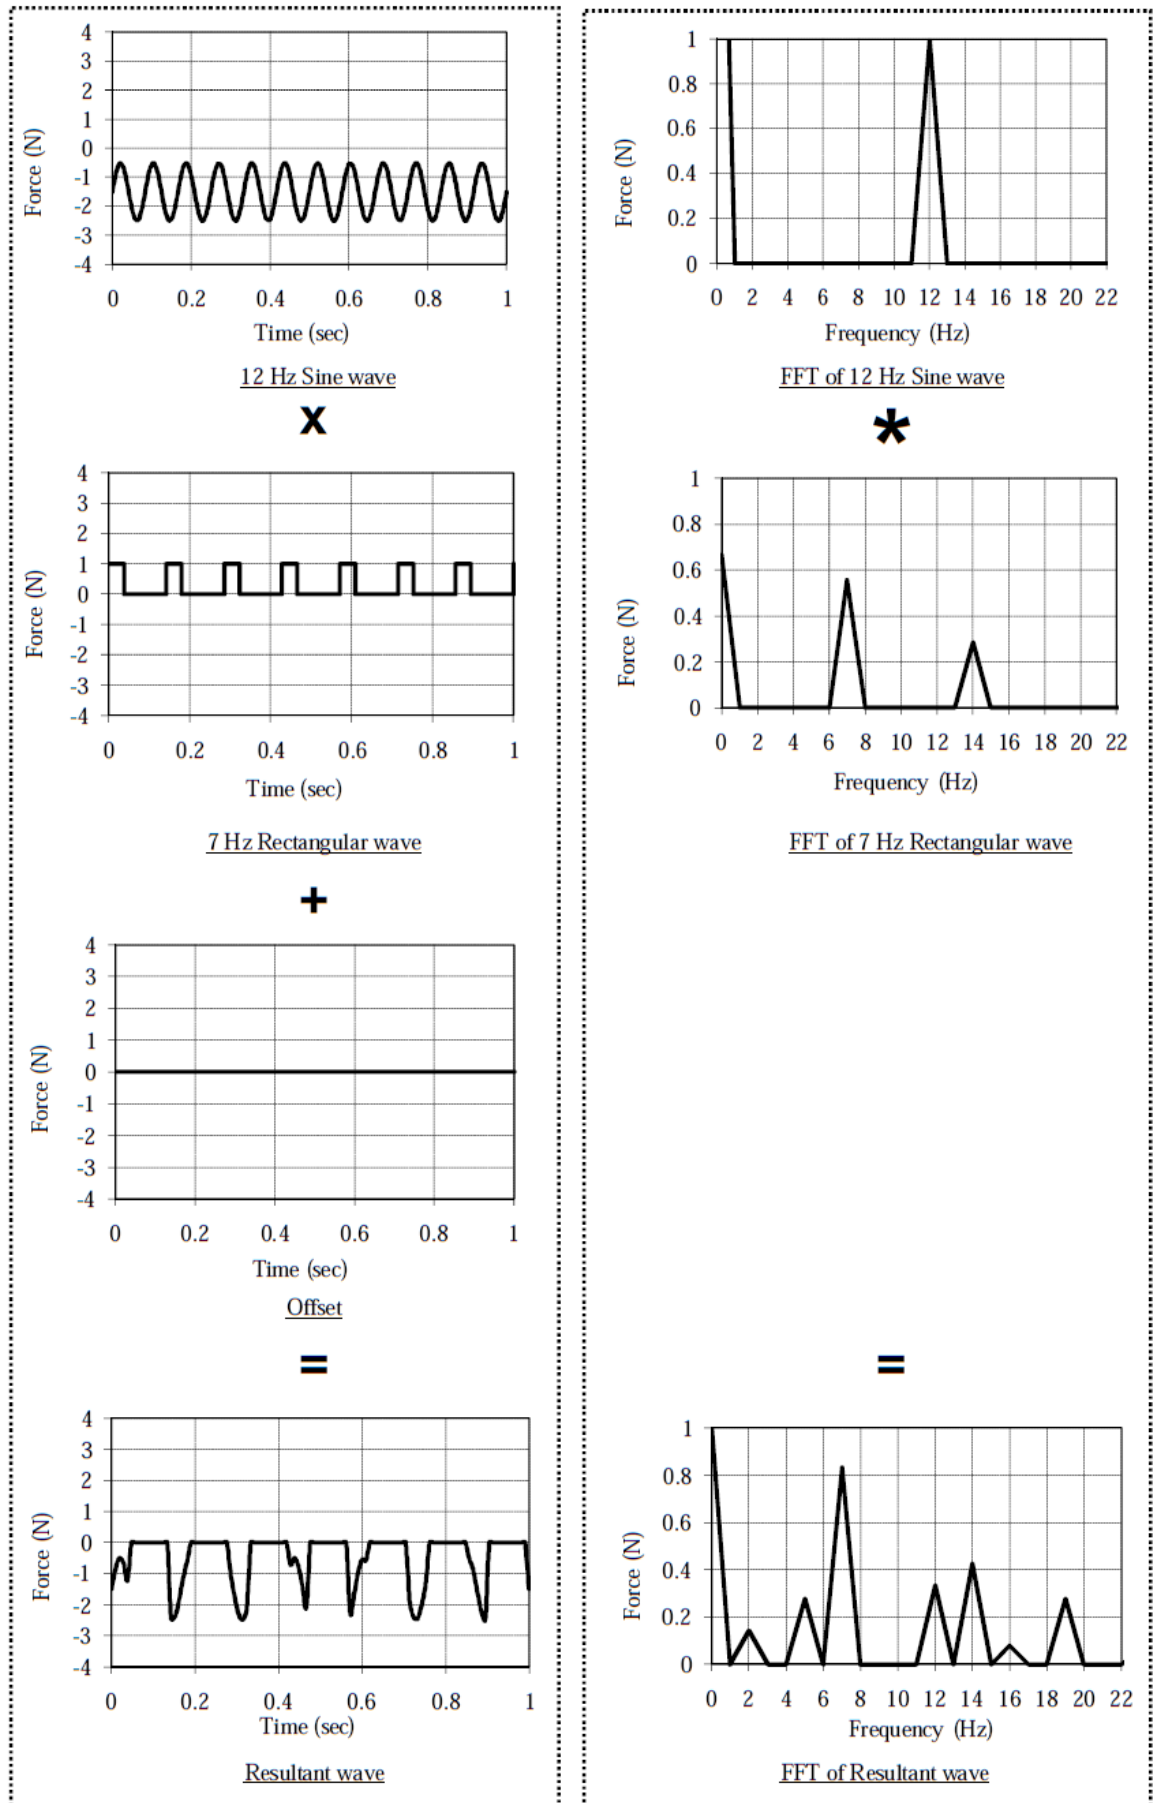 4
3
2
1
0
-1
-2
-3
-4
Force (N)
0 0.2 0.4 0.6 0.8 1
Time (sec)
12 Hz Sine wave
x
4
3
2
1
0
-1
-2
-3
-4
Force (N)
0 0.2 0.4 0.6 0.8 1
Time (sec)
7 Hz Rectangular wave
+
4
3
2
1
0
-1
-2
-3
-4
Force (N)
0 0.2 0.4 0.6 0.8 1
Time (sec)
Offset
=
4
3
2
1
0
-1
-2
-3
-4
Force (N)
0 0.2 0.4 0.6 0.8 1
Time (sec)
Resultant wave
1
0.8
0.6
0.4
0.2
0
Force (N)
0 2 4 6 8 10 12 14 16 18 20 22
Frequency (Hz)
FFT of 12 Hz Sine wave
*
1
0.8
0.6
0.4
0.2
0
Force (N)
0 2 4 6 8 10 12 14 16 18 20 22
Frequency (Hz)
FFT of 7 Hz Rectangular wave
=
1
0.8
0.6
0.4
0.2
0
Force (N)
0 2 4 6 8 10 12 14 16 18 20 22
Frequency (Hz)
FFT of Resultant wave